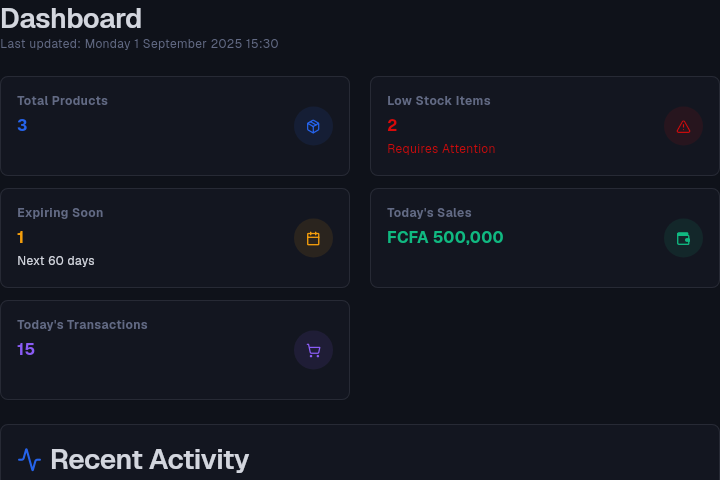 Dashboard
Last updated: Monday 1 September 2025 15:30
Total Products
3
Low Stock Items
2
Requires Attention
Expiring Soon
1
Next 60 days
Today's Sales
FCFA 500,000
Today's Transactions
15
Recent Activity